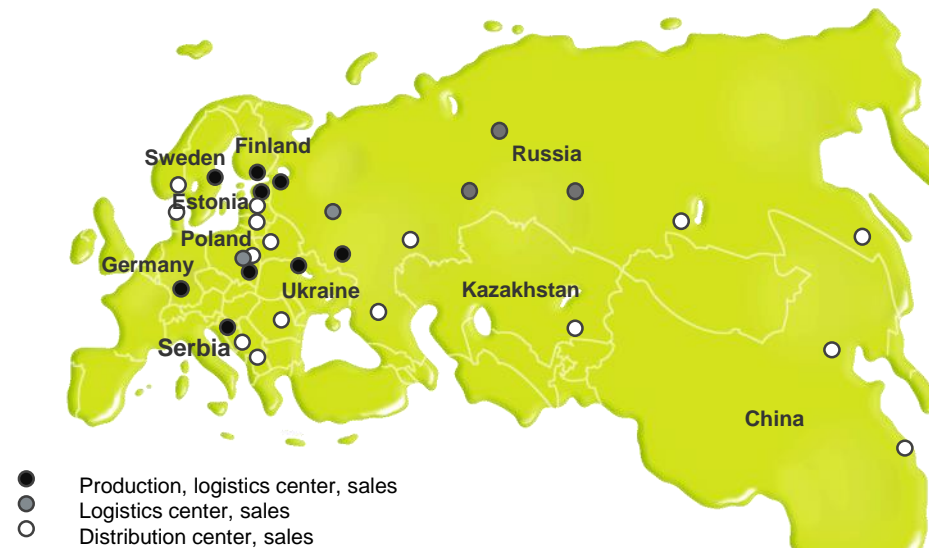 Finland
Sweden
Russia
Estonia
Poland
Germany
Ukraine
Kazakhstan
Serbia
China
Production, logistics center, sales
Logistics center, sales
Distribution center, sales